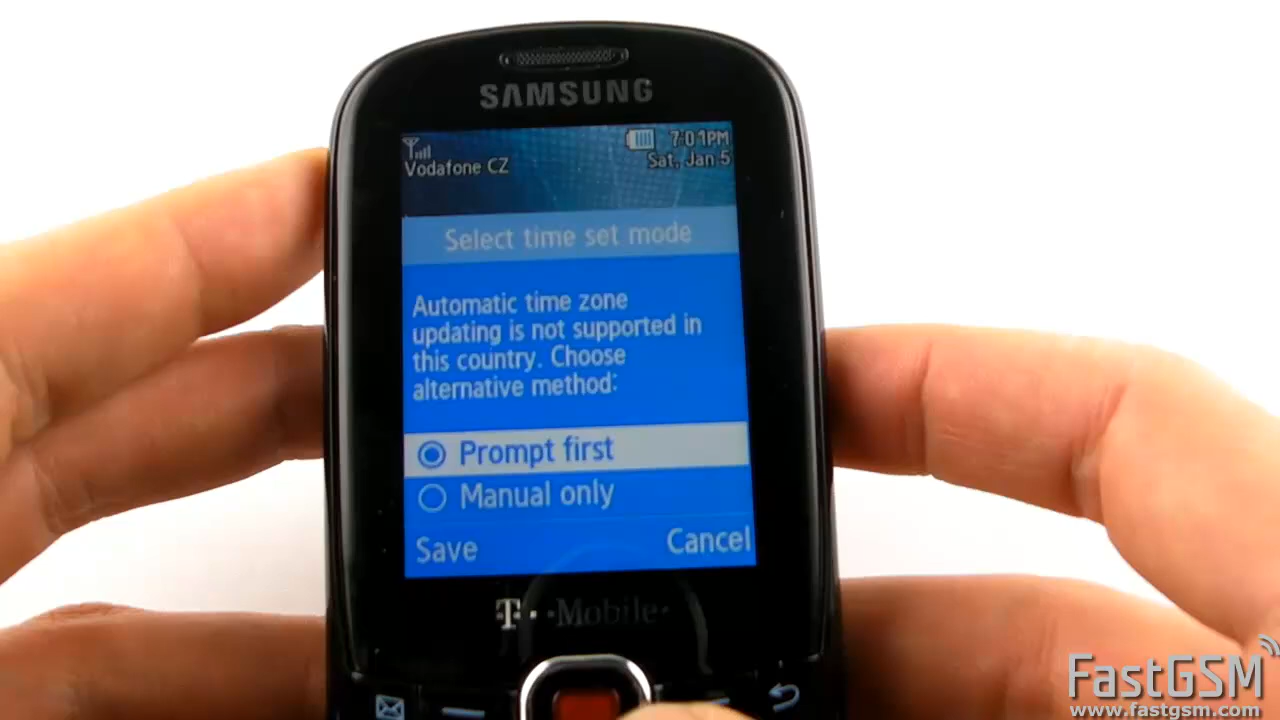 SAMSUNG
7:01PM
Vodafone CZ
Sat, Jan 5
Select time set mode
Automatic time zone
updating is not supported in
this country. Choose
alternative method:
Prompt first
Manual only
Save
Cancel
T··Mobile·
FastGSM
www.fastgsm.com